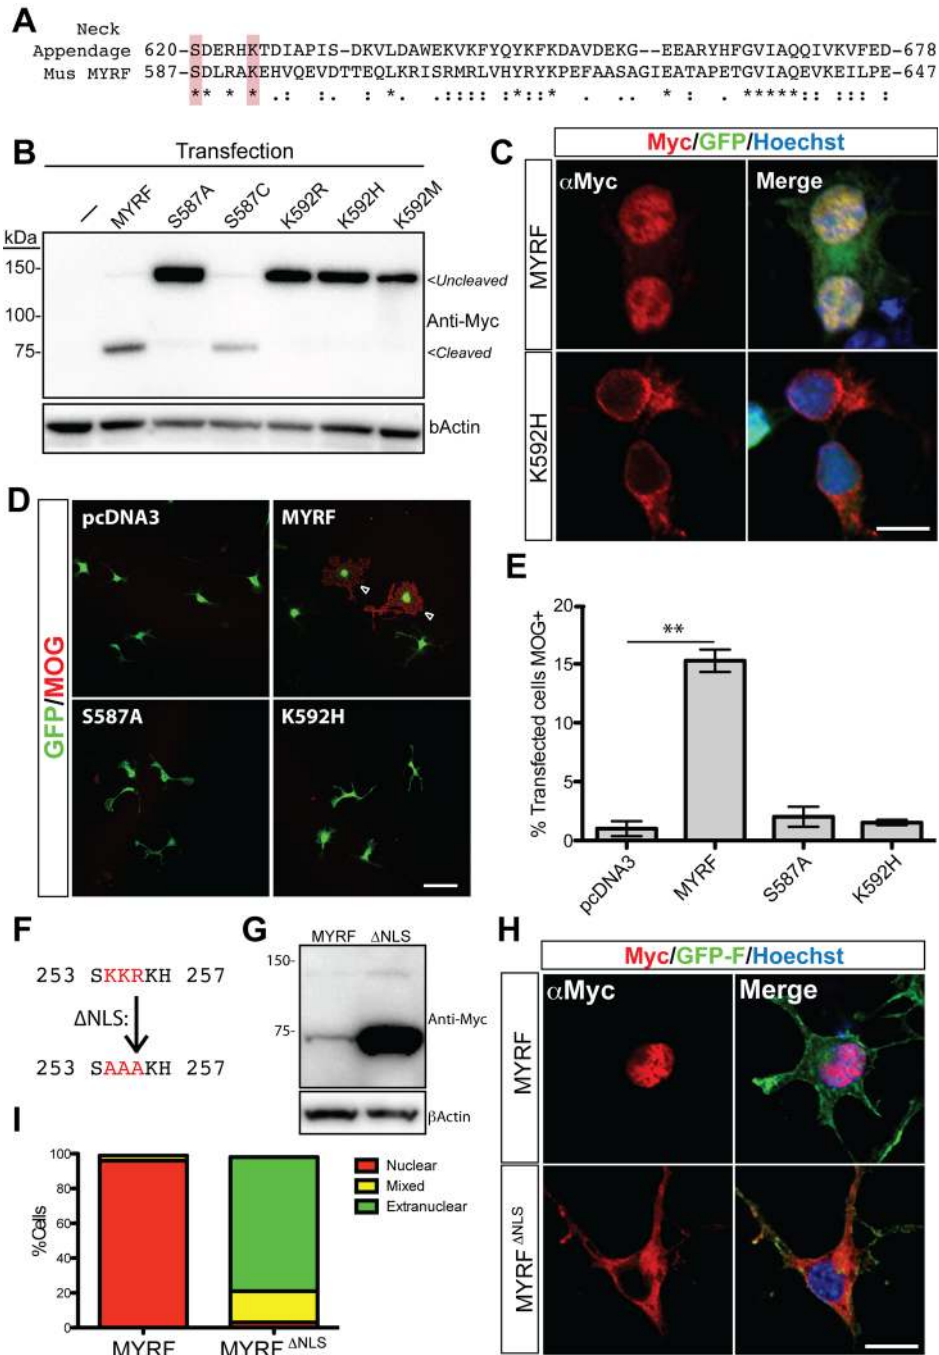 A
Neck
Appendage 620-SDERHKTDIAPIS-DKVLDAWEKVKFYQYKFKDAVDEKG--EEARYHFGVIAQQIVKVFED-678
Mus MYRF 587-SDLRAKEHVQEVDTTEQLKRISRMRLVHYRYKPEFAASAGIEATAPETGVIAQEVKEILPE-647
** * * .: :. . *. .::::*::* . .. * : :****:: ::: :
B
Transfection
— MYRF S587A S587C K592R K592H K592M
kDa
150-
100-
75-
<Uncleaved
Anti-Myc
<Cleaved
bActin
C
Myc/GFP/Hoechst
αMyc Merge
MYRF
K592H
D
GFP/MOG
pcDNA3 MYRF
S587A K592H
E
% Transfected cells MOG+
20
15
10
5
0
**
pcDNA3 MYRF S587A K592H
F
253 SKKRKH 257
ΔNLS:
253 SAAAKH 257
G
MYRF ΔNLS
150-
75-
Anti-Myc
βActin
H
Myc/GFP-F/Hoechst
αMyc Merge
MYRF
MYRF ΔNLS
I
%Cells
100
80
60
40
20
0
MYRF MYRF ΔNLS
Nuclear
Mixed
Extranuclear